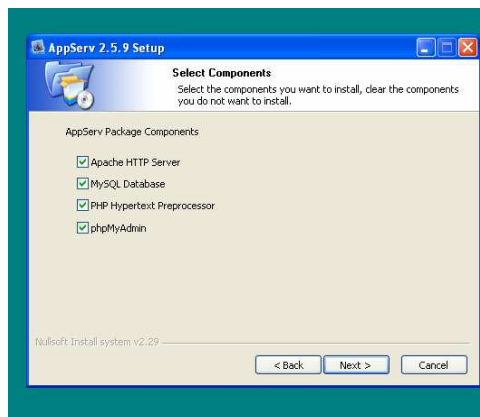 AppServ 2.5.9 Setup
Select Components
Select the components you want to install, clear the components
you do not want to install.
AppServ Package Components
Apache HTTP Server
MySQL Database
PHP Hypertext Preprocessor
phpMyAdmin
Nullsoft Install system v2.29
< Back Next > Cancel